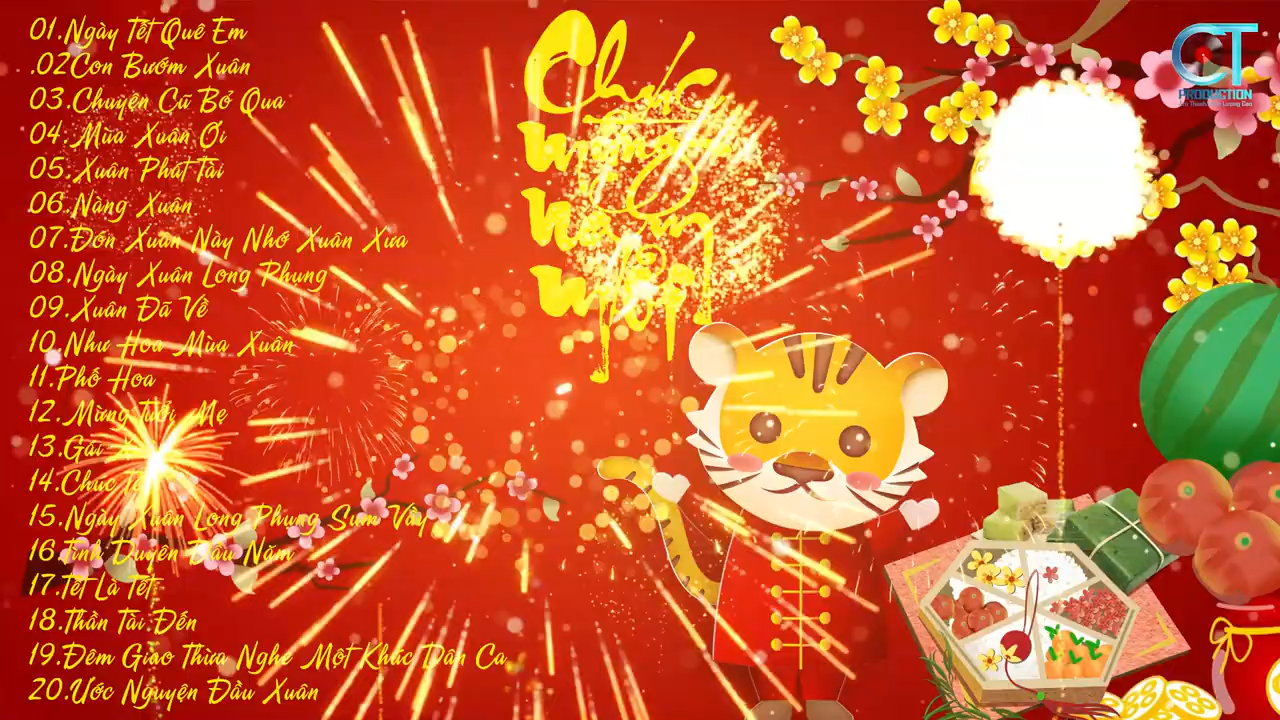 01.Ngày Tết Quê Em
.02Con Bướm Xuân
03.Chuyện Cũ Bỏ Qua
04. Mùa Xuân Ơi
05.Xuân Phát Tài
06.Nàng Xuân
07.Đón Xuân Này Nhớ Xuân Xưa
08.Ngày Xuân Long Phụng
09.Xuân Đã Về
10.Như Hoa Mùa Xuân
11.Phố Hoa
12. Mừng Tuổi Mẹ
13.Gái
14.Chúc
15.Ngày Xuân Long Phụng Sum Vầy
16.Tình Duyên Đầu Năm
17.Tết Là Tết
18.Thần Tài Đến
19.Đêm Giao Thừa Nghe Một Khúc Dân Ca
20.Ước Nguyện Đầu Xuân
Chúc
mừng
năm
mới
CT
PRODUCTION